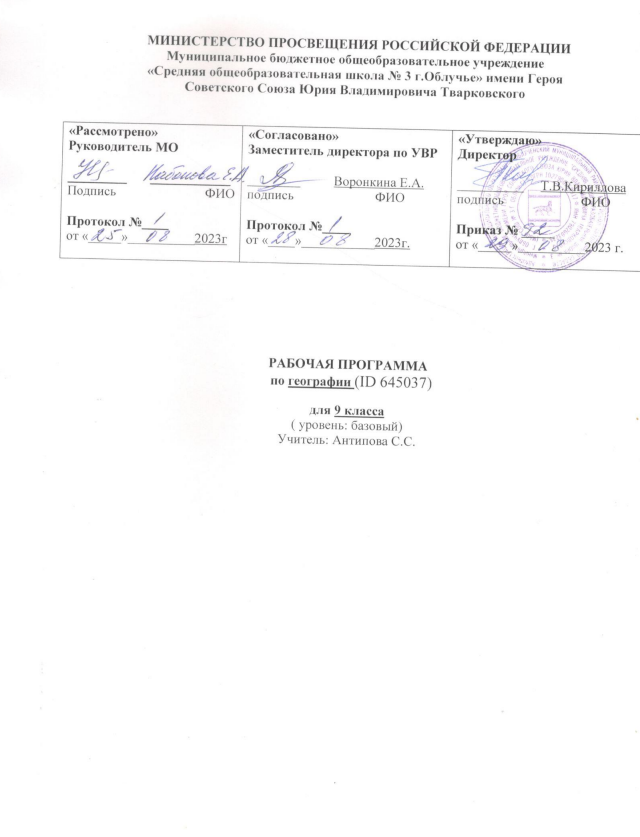 МИНИСТЕРСТВО ПРОСВЕЩЕНИЯ РОССИЙСКОЙ ФЕДЕРАЦИИ
Муниципальное бюджетное общеобразовательное учреждение
«Средняя общеобразовательная школа № 3 г.Облучье» имени Героя
Советского Союза Юрия Владимировича Тварковского
«Рассмотрено»
Руководитель МО
Подпись ФИО
Протокол № 1
от « 25 » 08 2023г
«Согласовано»
Заместитель директора по УВР
Воронкина Е.А.
подпись ФИО
Протокол № 1
от « 28 » 08 2023г.
«Утверждаю»
Директор
Т.В.Кириллова
подпись ФИО
Приказ № 92
от « 29 » 08 2023 г.
РАБОЧАЯ ПРОГРАММА
по географии (ID 645037)
для 9 класса
( уровень: базовый)
Учитель: Антипова С.С.